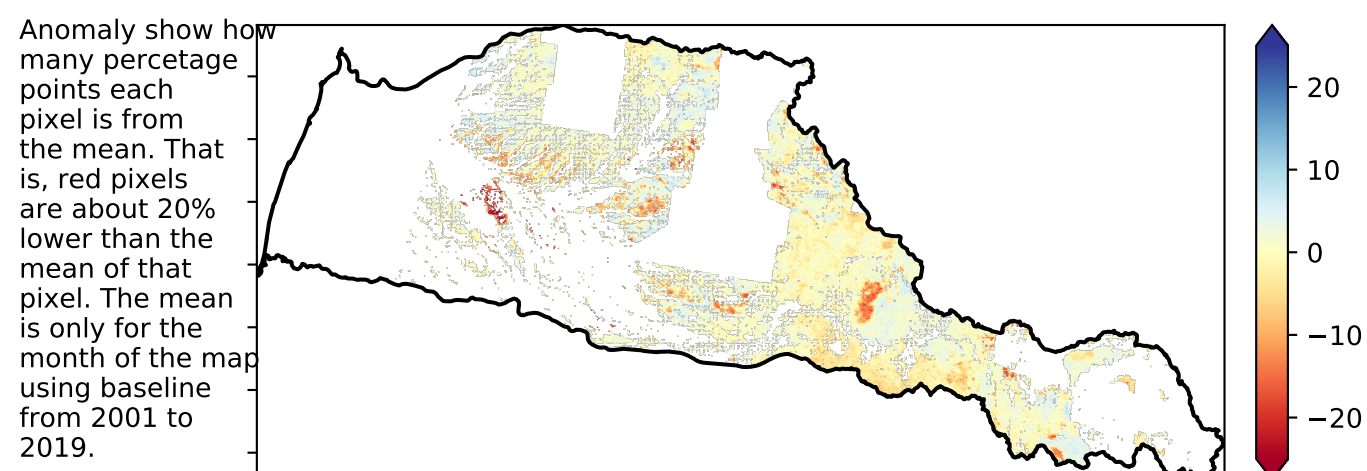 Anomaly show how
many percetage
points each
pixel is from
the mean. That
is, red pixels
are about 20%
lower than the
mean of that
pixel. The mean
is only for the
month of the map
using baseline
from 2001 to
2019.
20
10
0
−10
−20